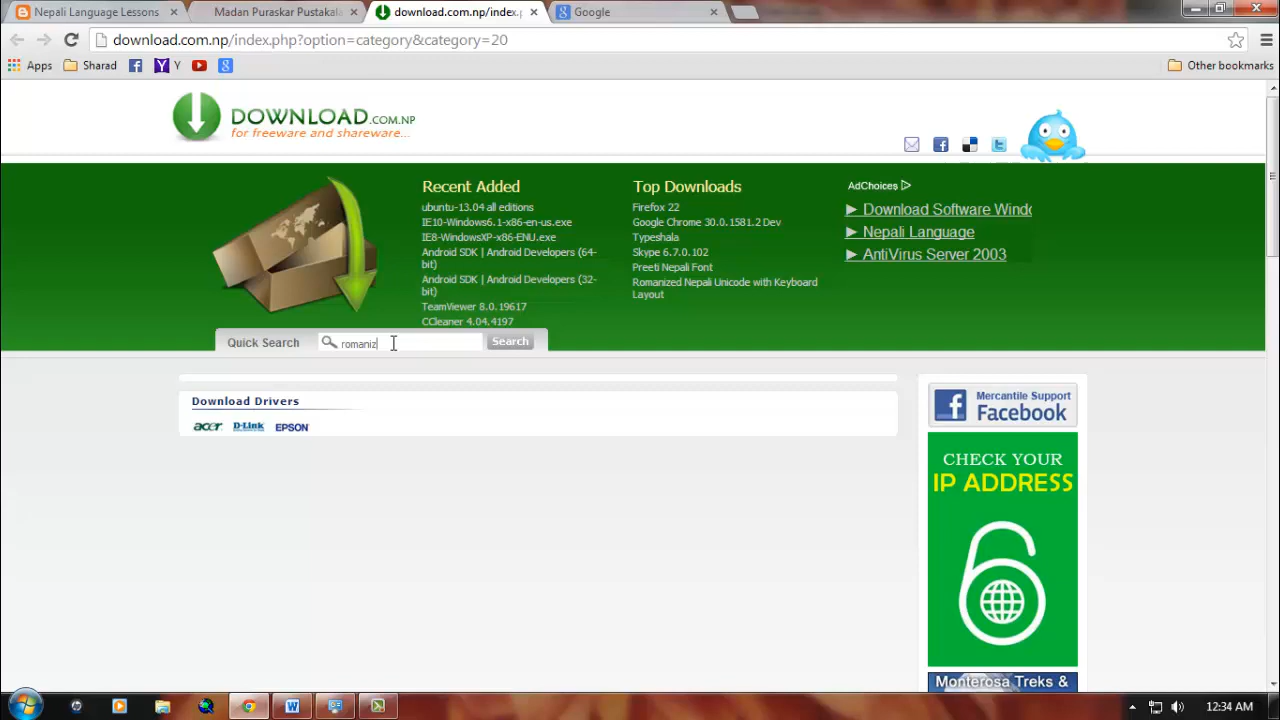 Nepali Language Lessons
Madan Puraskar Pustakal
download.com.np/index.p
Google
download.com.np/index.php?option=category&category=20
Apps
Sharad
Y
Other bookmarks
DOWNLOAD.COM.NP
for freeware and shareware...
Recent Added
ubuntu-13.04 all editions
IE10-Windows6.1-x86-en-us.exe
IE8-WindowsXP-x86-ENU.exe
Android SDK | Android Developers (64-
bit)
Android SDK | Android Developers (32-
bit)
TeamViewer 8.0.19617
CCleaner 4.04.4197
Top Downloads
Firefox 22
Google Chrome 30.0.1581.2 Dev
Typeshala
Skype 6.7.0.102
Preeti Nepali Font
Romanized Nepali Unicode with Keyboard
Layout
AdChoices
Download Software Windo
Nepali Language
AntiVirus Server 2003
Quick Search
romaniz
Search
Download Drivers
acer D-Link EPSON
Mercantile Support
Facebook
CHECK YOUR
IP ADDRESS
Monterosa Treks &
12:34 AM